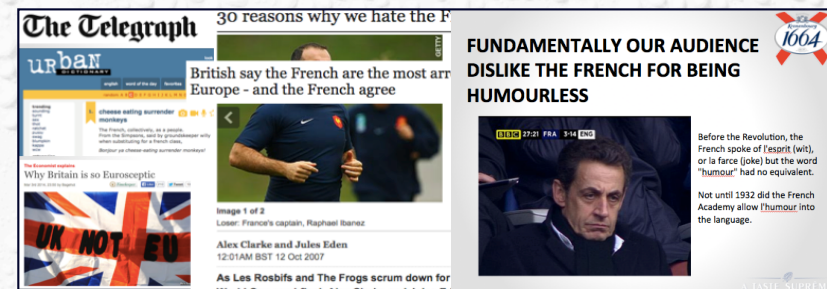 The Telegraph
30 reasons why we hate the F
GETTY
urban
DICTIONARY
cheese eating surrender
monkeys
The French, collectively, as a people.
From the Simpsons, said by groundskeeper willy
when substituting for a french class,
Bonjour ye cheese eating surrender monkeys!
British say the French are the most arr
Europe - and the French agree
The Economist explains
Why Britain is so Eurosceptic
UK NOT EU
Image 1 of 2
Loser: France's captain, Raphael Ibanez
Alex Clarke and Jules Eden
12:01AM BST 12 Oct 2007
As Les Rosbifs and The Frogs scrum down for
FUNDAMENTALLY OUR AUDIENCE
DISLIKE THE FRENCH FOR BEING
HUMOURLESS
Kronenbourg
1664
BBC 27:21 FRA 3-14 ENG
Before the Revolution, the
French spoke of l'esprit (wit),
or la farce (joke) but the word
"humour" had no equivalent.
Not until 1932 did the French
Academy allow l'humour into
the language.
TASTE SUPRÊME